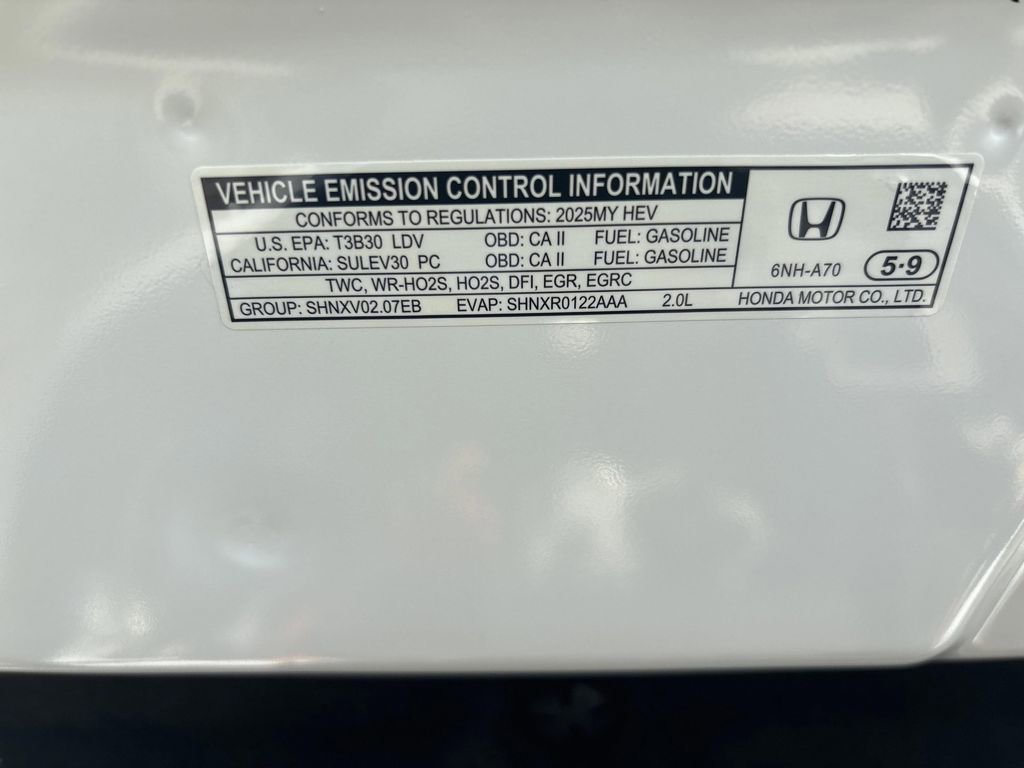 VEHICLE EMISSION CONTROL INFORMATION
CONFORMS TO REGULATIONS: 2025MY HEV
U.S. EPA: T3B30 LDV OBD: CA II FUEL: GASOLINE
CALIFORNIA: SULEV30 PC OBD: CA II FUEL: GASOLINE
TWC, WR-HO2S, HO2S, DFI, EGR, EGRC
GROUP: SHNXV02.07EB EVAP: SHNXR0122AAA 2.0L
6NH-A70 5·9
HONDA MOTOR CO., LTD.